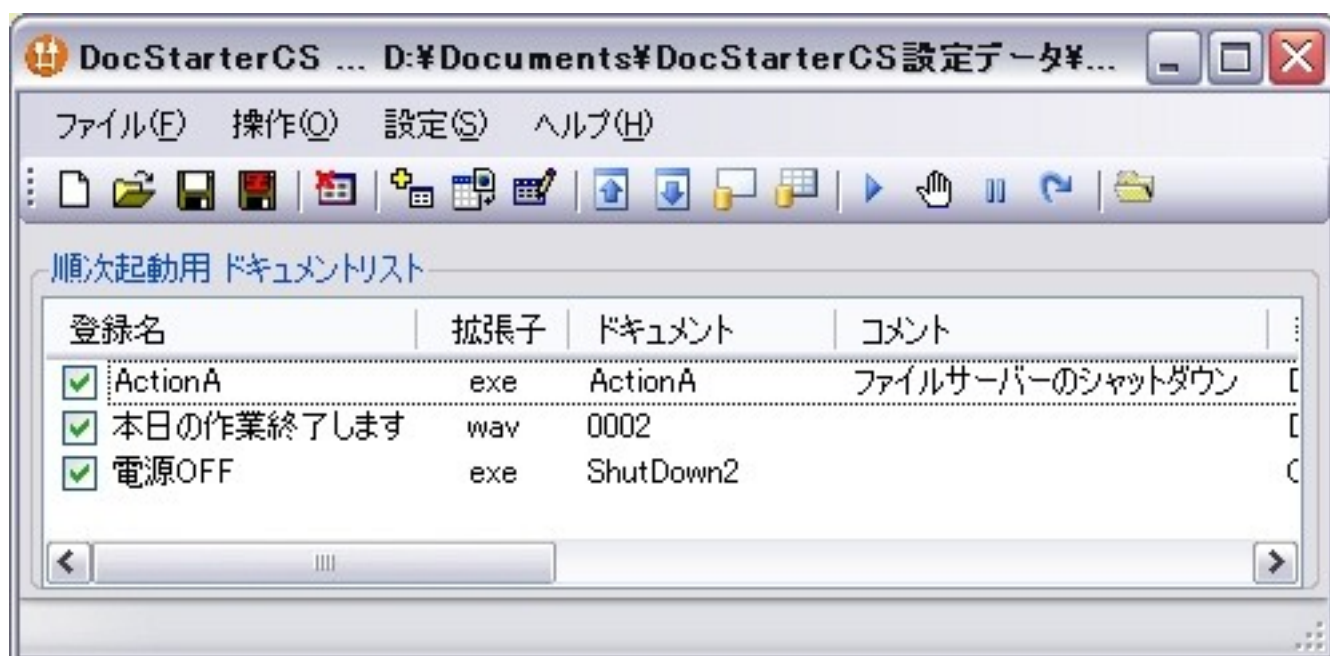 DocStarterCS ... D:¥Documents¥DocStarterCS設定データ¥...
ファイル(F) 操作(O) 設定(S) ヘルプ(H)
順次起動用 ドキュメントリスト
登録名 拡張子 ドキュメント コメント
ActionA exe ActionA ファイルサーバーのシャットダウン
本日の作業終了します wav 0002
電源OFF exe ShutDown2